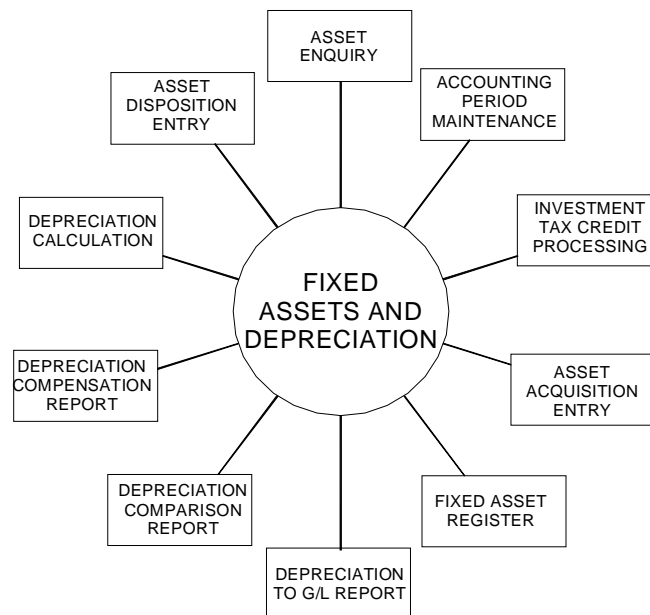 ASSET
ENQUIRY
ACCOUNTING
PERIOD
MAINTENANCE
ASSET
DISPOSITION
ENTRY
INVESTMENT
TAX CREDIT
PROCESSING
DEPRECIATION
CALCULATION
FIXED
ASSETS AND
DEPRECIATION
DEPRECIATION
COMPENSATION
REPORT
ASSET
ACQUISITION
ENTRY
DEPRECIATION
COMPARISON
REPORT
FIXED ASSET
REGISTER
DEPRECIATION
TO G/L REPORT